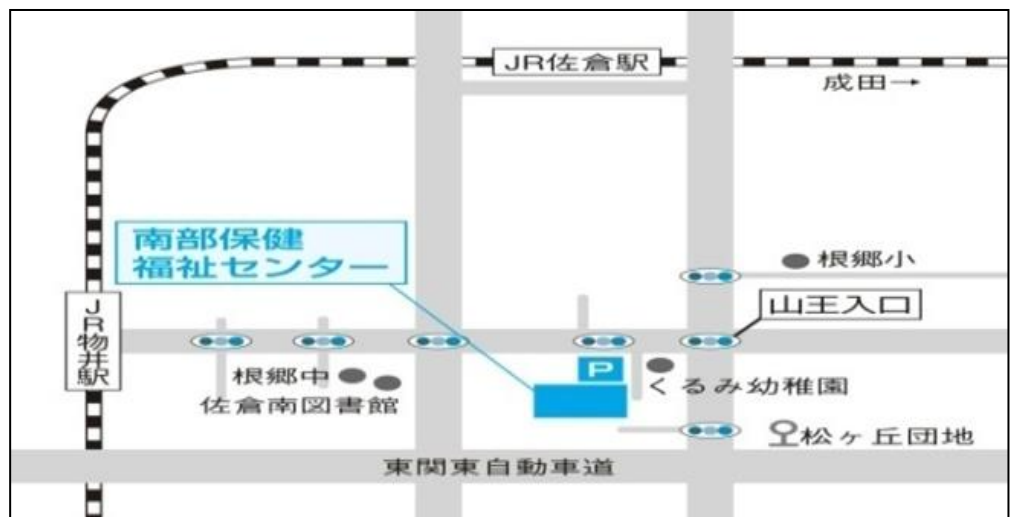 JR佐倉駅
成田→
南部保健
福祉センター
根郷小
山王入口
JR物井駅
P
根郷中
くるみ幼稚園
佐倉南図書館
松ヶ丘団地
東関東自動車道